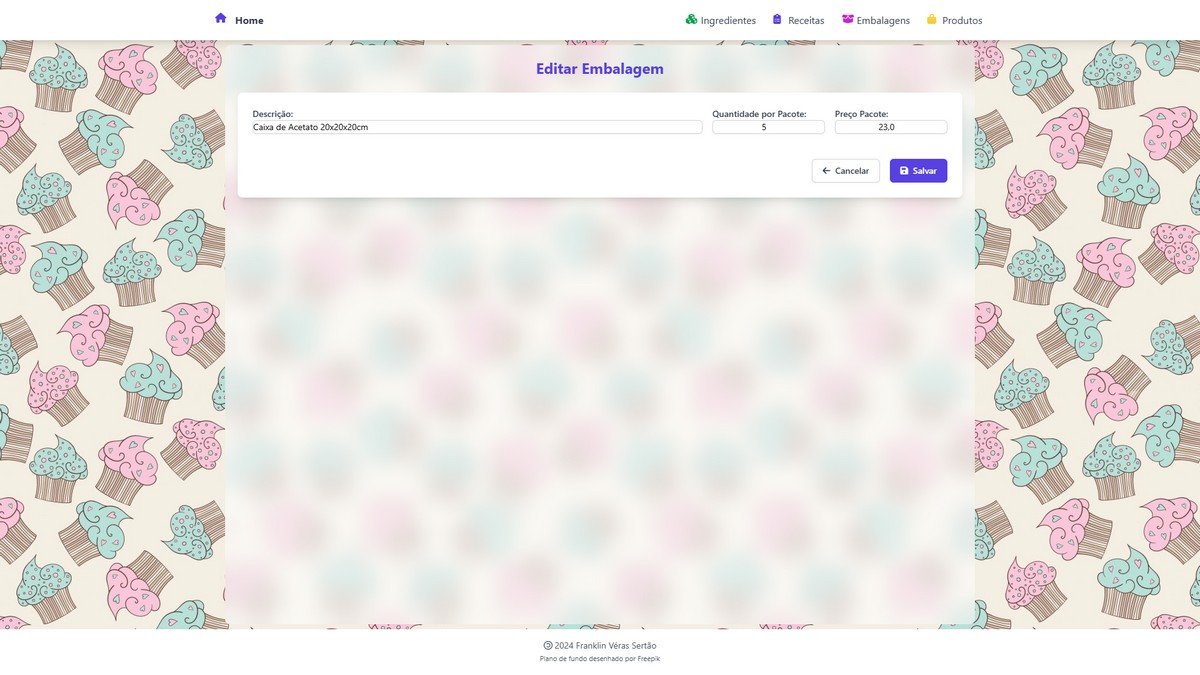 Home Ingredientes Receitas Embalagens Produtos
Editar Embalagem
Descrição: Quantidade por Pacote: Preço Pacote:
Caixa de Acetato 20x20x20cm 5 23,0
Cancelar Salvar
2024 Franklin Véras Sertão
Plano de fundo desenhado por Freepik